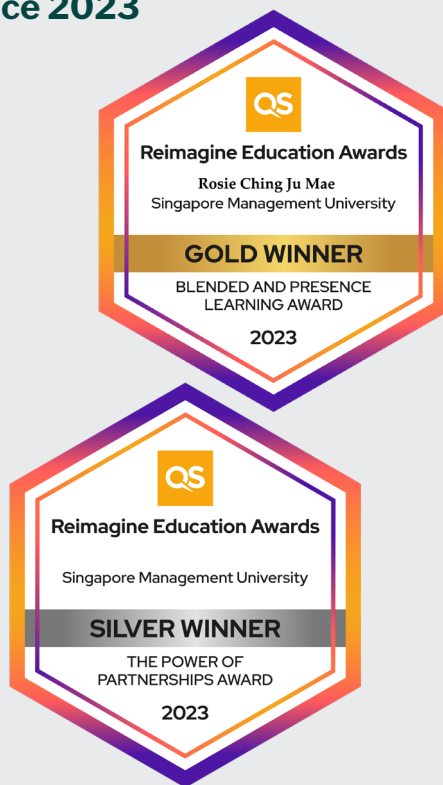 ce 2023
QS
Reimagine Education Awards
Rosie Ching Ju Mae
Singapore Management University
GOLD WINNER
BLENDED AND PRESENCE
LEARNING AWARD
2023
QS
Reimagine Education Awards
Singapore Management University
SILVER WINNER
THE POWER OF
PARTNERSHIPS AWARD
2023